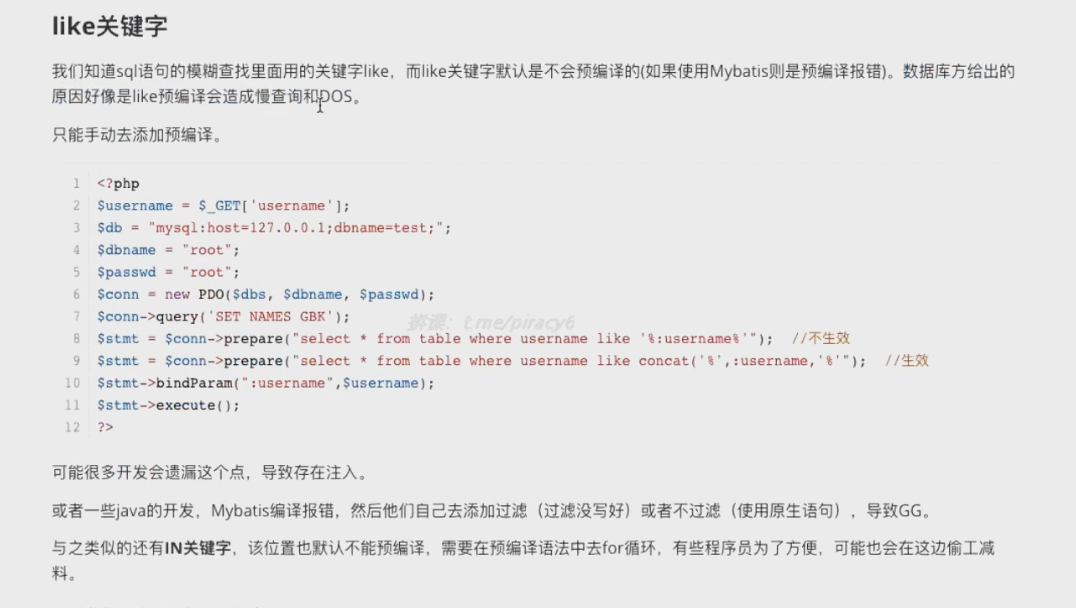 like关键字
我们知道sql语句的模糊查找里面用的关键字like，而like关键字默认是不会预编译的(如果使用Mybatis则是预编译报错)。数据库方给出的
原因好像是like预编译会造成慢查询和DOS。
只能手动去添加预编译。
1 <?php
2 $username = $_GET['username'];
3 $db = "mysql:host=127.0.0.1;dbname=test;";
4 $dbname = "root";
5 $passwd = "root";
6 $conn = new PDO($dbs, $dbname, $passwd);
7 $conn->query('SET NAMES GBK');
拼课：t.me/piracy6
8 $stmt = $conn->prepare("select * from table where username like '%:username%'"); //不生效
9 $stmt = $conn->prepare("select * from table where username like concat('%',:username,'%'"); //生效
10 $stmt->bindParam(":username",$username);
11 $stmt->execute();
12 ?>
可能很多开发会遗漏这个点，导致存在注入。
或者一些java的开发，Mybatis编译报错，然后他们自己去添加过滤（过滤没写好）或者不过滤（使用原生语句），导致GG。
与之类似的还有IN关键字，该位置也默认不能预编译，需要在预编译语法中去for循环，有些程序员为了方便，可能也会在这边偷工减
料。